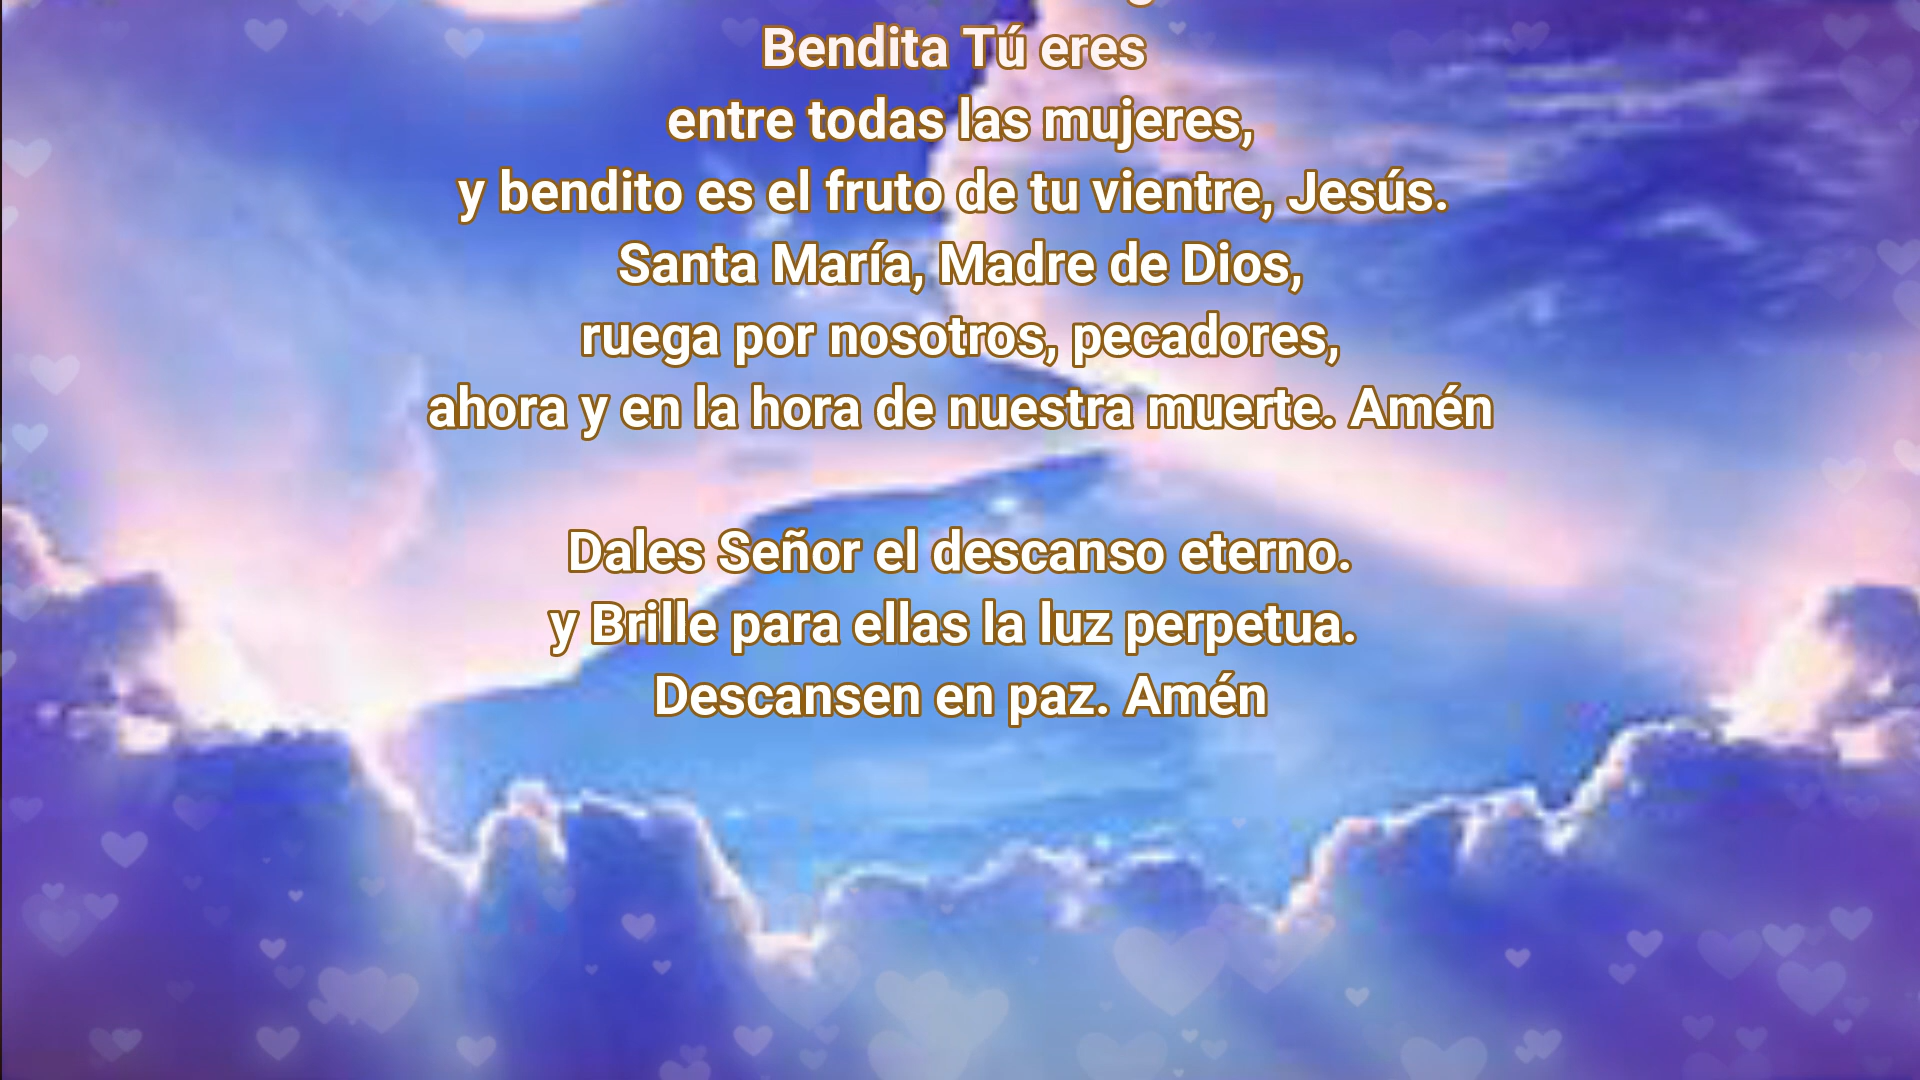 Bendita Tú eres
entre todas las mujeres,
y bendito es el fruto de tu vientre, Jesús.
Santa María, Madre de Dios,
ruega por nosotros, pecadores,
ahora y en la hora de nuestra muerte. Amén
Dales Señor el descanso eterno.
y Brille para ellas la luz perpetua.
Descansen en paz. Amén